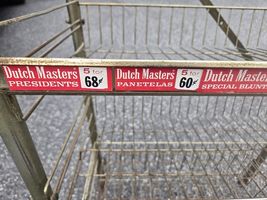 Dutch Masters
PRESIDENTS
5 for
68¢
Dutch Masters
PANETELAS
5 for
60¢
Dutch Masters
SPECIAL BLUNT